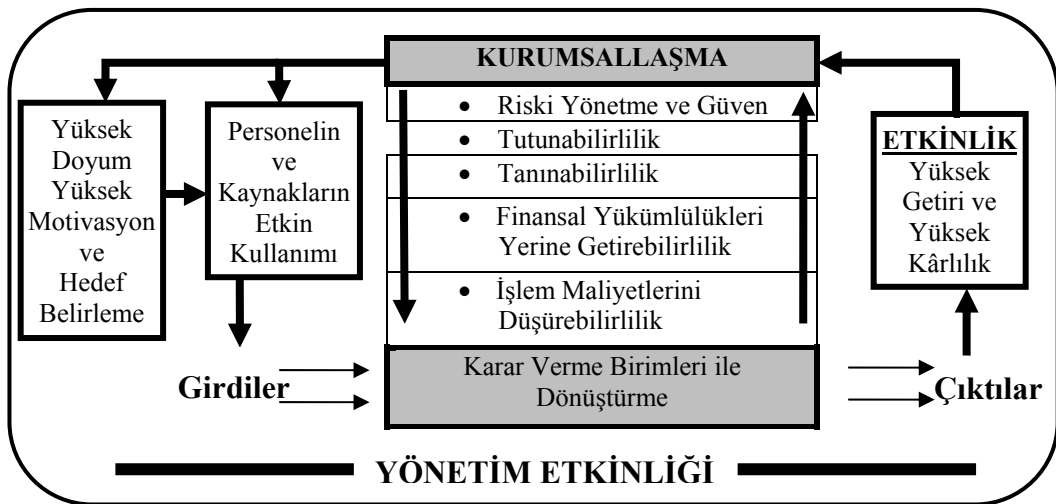 KURUMSALLAŞMA
Yüksek
Doyum
Yüksek
Motivasyon
ve
Hedef
Belirleme
Personelin
ve
Kaynakların
Etkin
Kullanımı
• Riski Yönetme ve Güven
• Tutunabilirlilik
• Tanınabilirlilik
• Finansal Yükümlülükleri
Yerine Getirebilirlilik
• İşlem Maliyetlerini
Düşürebilirlilik
ETKİNLİK
Yüksek
Getiri ve
Yüksek
Kârlılık
Girdiler
Karar Verme Birimleri ile
Dönüştürme
Çıktılar
YÖNETİM ETKİNLİĞİ